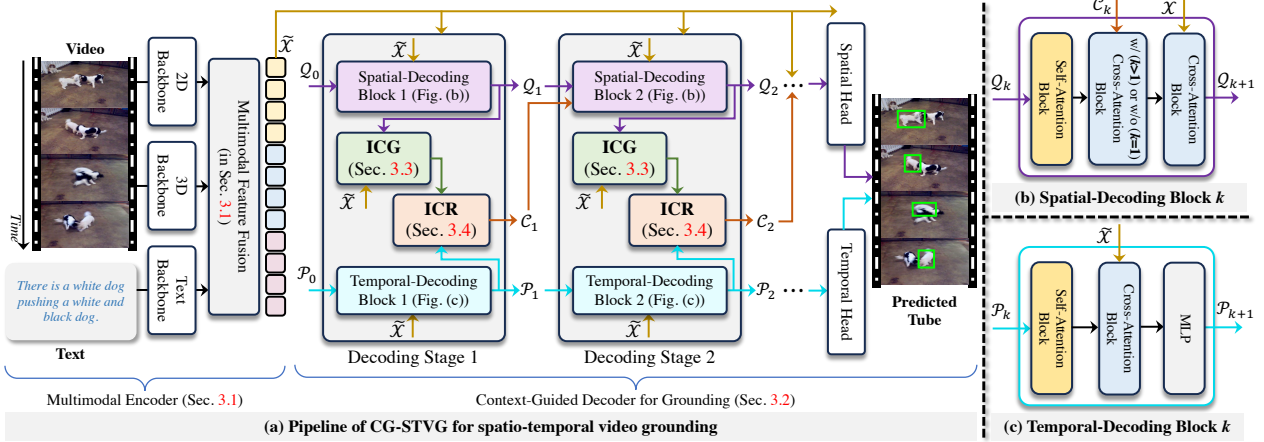 Video
Time
2D
Backbone
3D
Backbone
Text
Backbone
There is a white dog
pushing a white and
black dog.
Text
Multimodal Feature Fusion
(in Sec. 3.1)
𝒳̃
Multimodal Encoder (Sec. 3.1)
𝒬₀
𝒳̃
Spatial-Decoding
Block 1 (Fig. (b))
ICG
(Sec. 3.3)
𝒳̃
ICR
(Sec. 3.4)
𝒫₀
Temporal-Decoding
Block 1 (Fig. (c))
𝒳̃
Decoding Stage 1
𝒬₁
𝒞₁
𝒫₁
𝒳̃
Spatial-Decoding
Block 2 (Fig. (b))
ICG
(Sec. 3.3)
𝒳̃
ICR
(Sec. 3.4)
Temporal-Decoding
Block 2 (Fig. (c))
𝒳̃
Decoding Stage 2
𝒬₂ ...
𝒞₂
𝒫₂ ...
Spatial Head
Temporal Head
Predicted
Tube
Context-Guided Decoder for Grounding (Sec. 3.2)
(a) Pipeline of CG-STVG for spatio-temporal video grounding
𝒞ₖ
𝒳
𝒬ₖ
Self-Attention
Block
w/ (k>1) or w/o (k=1)
Cross-Attention
Block
Cross-Attention
Block
𝒬ₖ₊₁
(b) Spatial-Decoding Block k
𝒳̃
𝒫ₖ
Self-Attention
Block
Cross-Attention
Block
MLP
𝒫ₖ₊₁
(c) Temporal-Decoding Block k